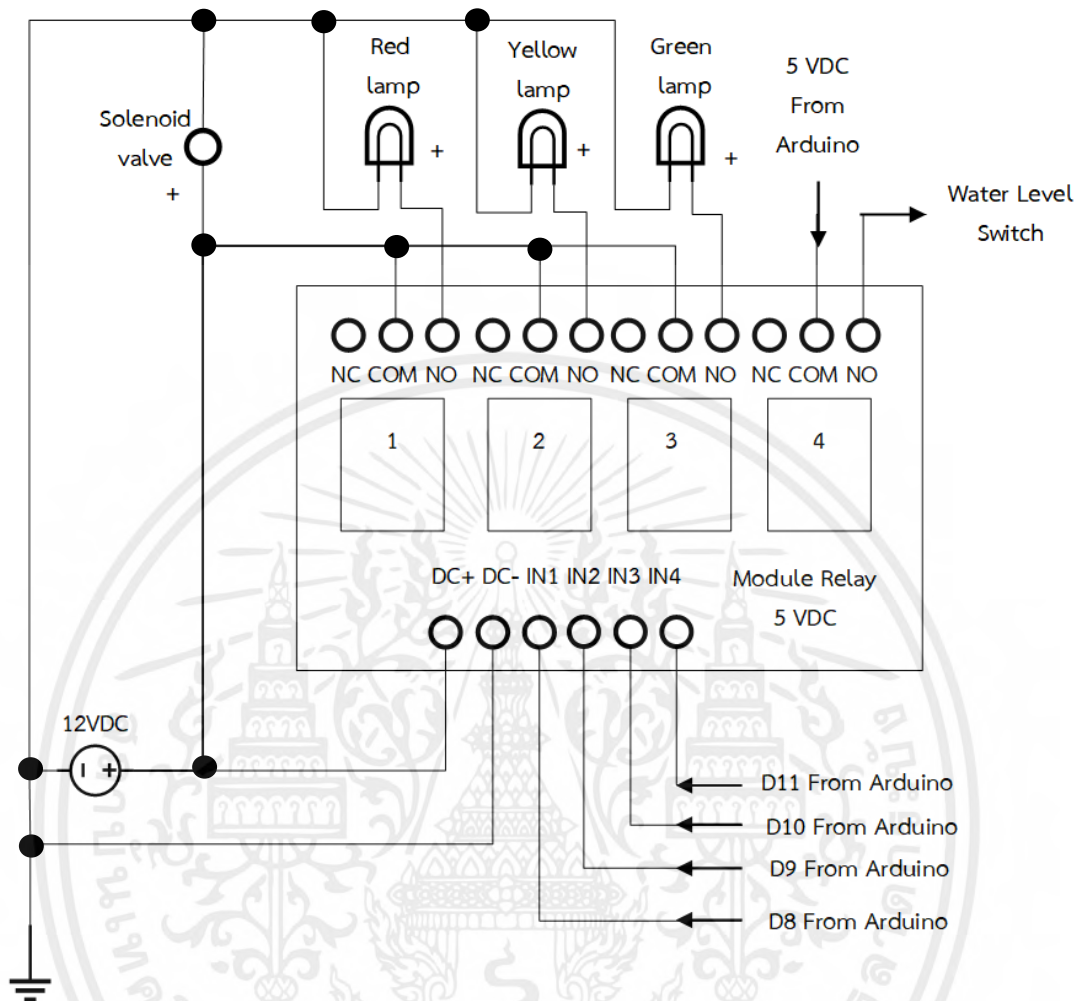 Red
lamp
Yellow
lamp
Green
lamp
5 VDC
From
Arduino
Solenoid
valve
+
+
+
+
Water Level
Switch
NC COM NO NC COM NO NC COM NO NC COM NO
1
2
3
4
DC+ DC- IN1 IN2 IN3 IN4
Module Relay
5 VDC
12VDC
- +
D11 From Arduino
D10 From Arduino
D9 From Arduino
D8 From Arduino